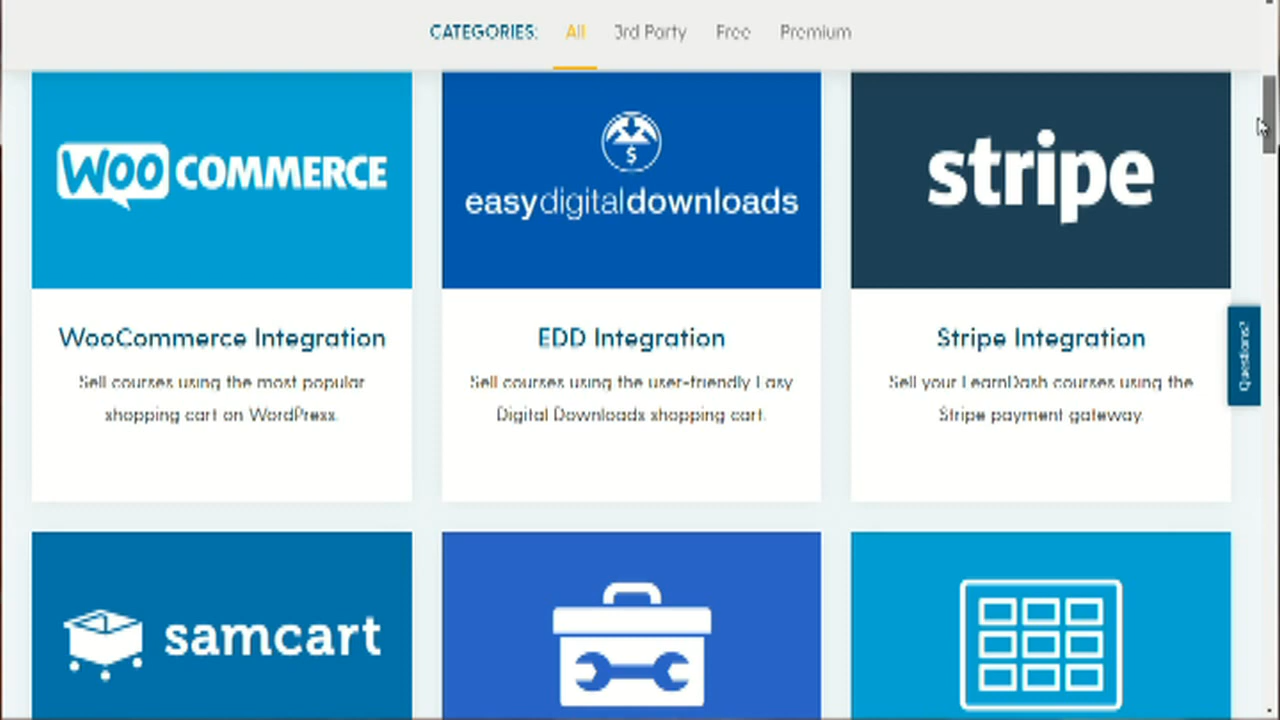 CATEGORIES: All 3rd Party Free Premium
WOO COMMERCE
$
easydigitaldownloads
stripe
WooCommerce Integration
Sell courses using the most popular
shopping cart on WordPress.
EDD Integration
Sell courses using the user-friendly Easy
Digital Downloads shopping cart.
Stripe Integration
Sell your LearnDash courses using the
Stripe payment gateway.
Questions?
samcart